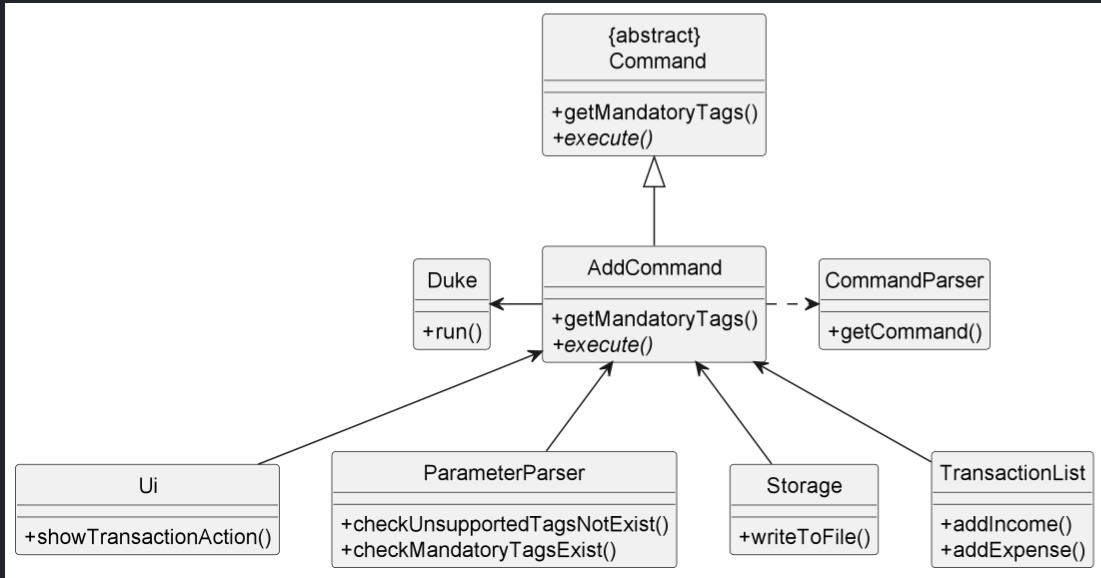 {abstract}
Command
+getMandatoryTags()
+execute()
Duke
+run()
AddCommand
+getMandatoryTags()
+execute()
CommandParser
+getCommand()
Ui
+showTransactionAction()
ParameterParser
+checkUnsupportedTagsNotExist()
+checkMandatoryTagsExist()
Storage
+writeToFile()
TransactionList
+addIncome()
+addExpense()